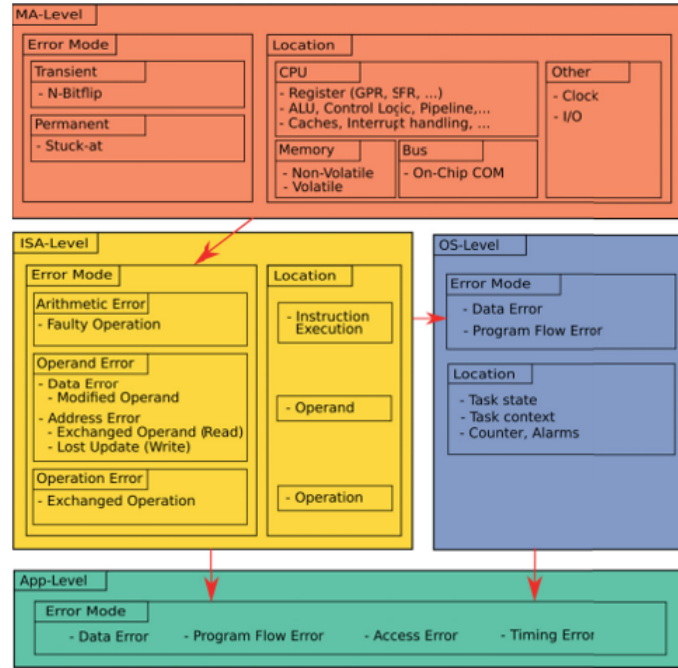 MA-Level
Error Mode
Transient
- N-Bitflip
Permanent
- Stuck-at
Location
CPU
- Register (GPR, SFR, ...)
- ALU, Control Logic, Pipeline,...
- Caches, Interrupt handling, ...
Memory
- Non-Volatile
- Volatile
Bus
- On-Chip COM
Other
- Clock
- I/O
ISA-Level
Error Mode
Arithmetic Error
- Faulty Operation
Operand Error
- Data Error
- Modified Operand
- Address Error
- Exchanged Operand (Read)
- Lost Update (Write)
Operation Error
- Exchanged Operation
Location
- Instruction
Execution
- Operand
- Operation
OS-Level
Error Mode
- Data Error
- Program Flow Error
Location
- Task state
- Task context
- Counter, Alarms
App-Level
Error Mode
- Data Error - Program Flow Error - Access Error - Timing Error